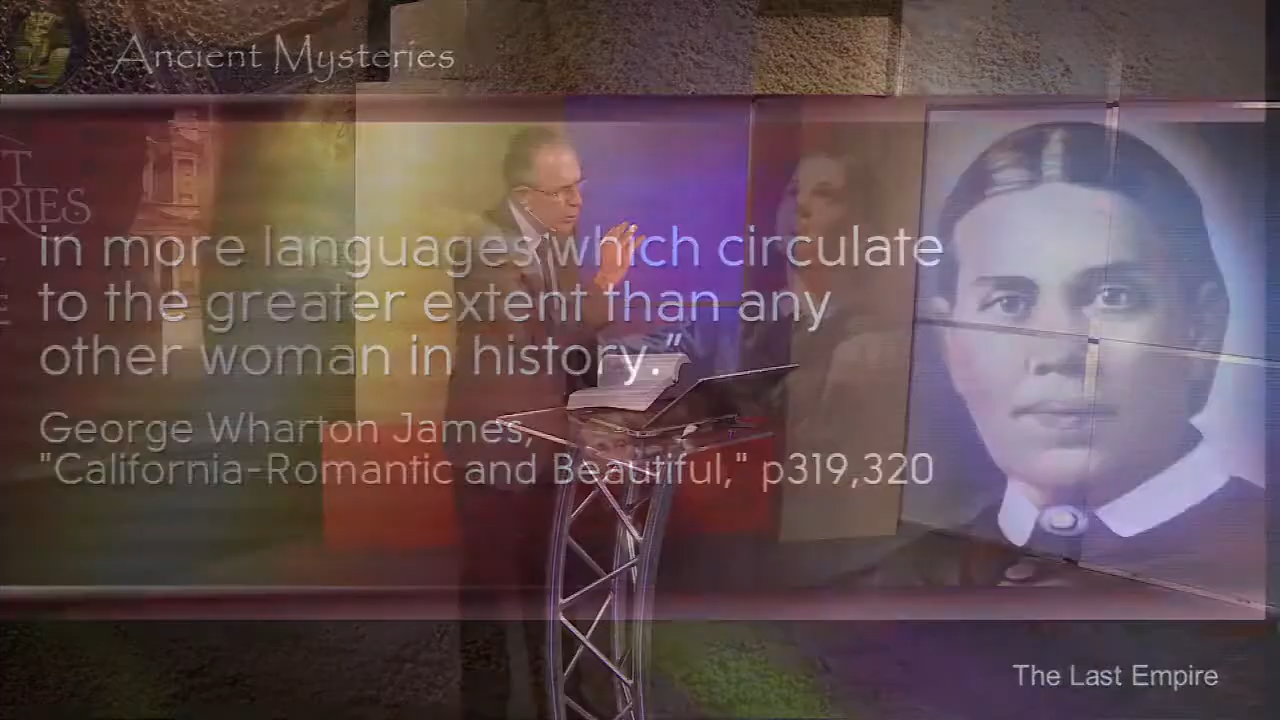 Ancient Mysteries
T
RIES
in more languages which circulate
to the greater extent than any
other woman in history."
George Wharton James,
"California-Romantic and Beautiful," p319,320
The Last Empire